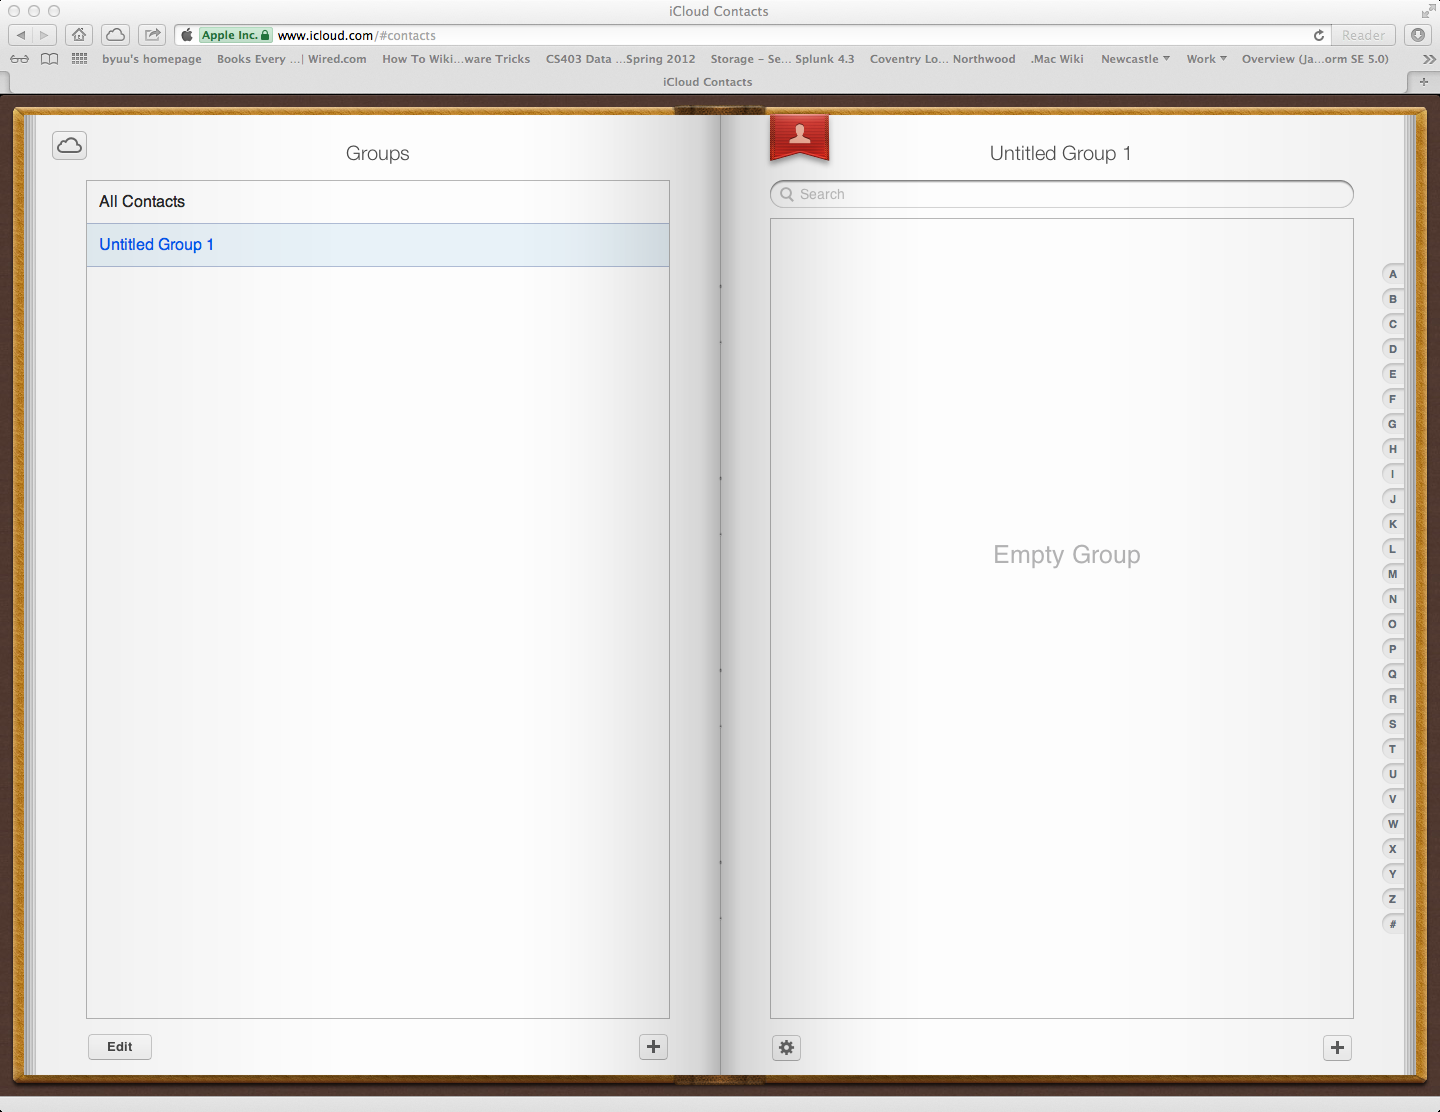 iCloud Contacts
Apple Inc. www.icloud.com/#contacts Reader
byuu's homepage Books Every ...| Wired.com How To Wiki...ware Tricks CS403 Data ...Spring 2012 Storage – Se... Splunk 4.3 Coventry Lo... Northwood .Mac Wiki Newcastle Work Overview (Ja...orm SE 5.0)
iCloud Contacts
Groups
All Contacts
Untitled Group 1
Edit
Untitled Group 1
Search
Empty Group
A
B
C
D
E
F
G
H
I
J
K
L
M
N
O
P
Q
R
S
T
U
V
W
X
Y
Z
#